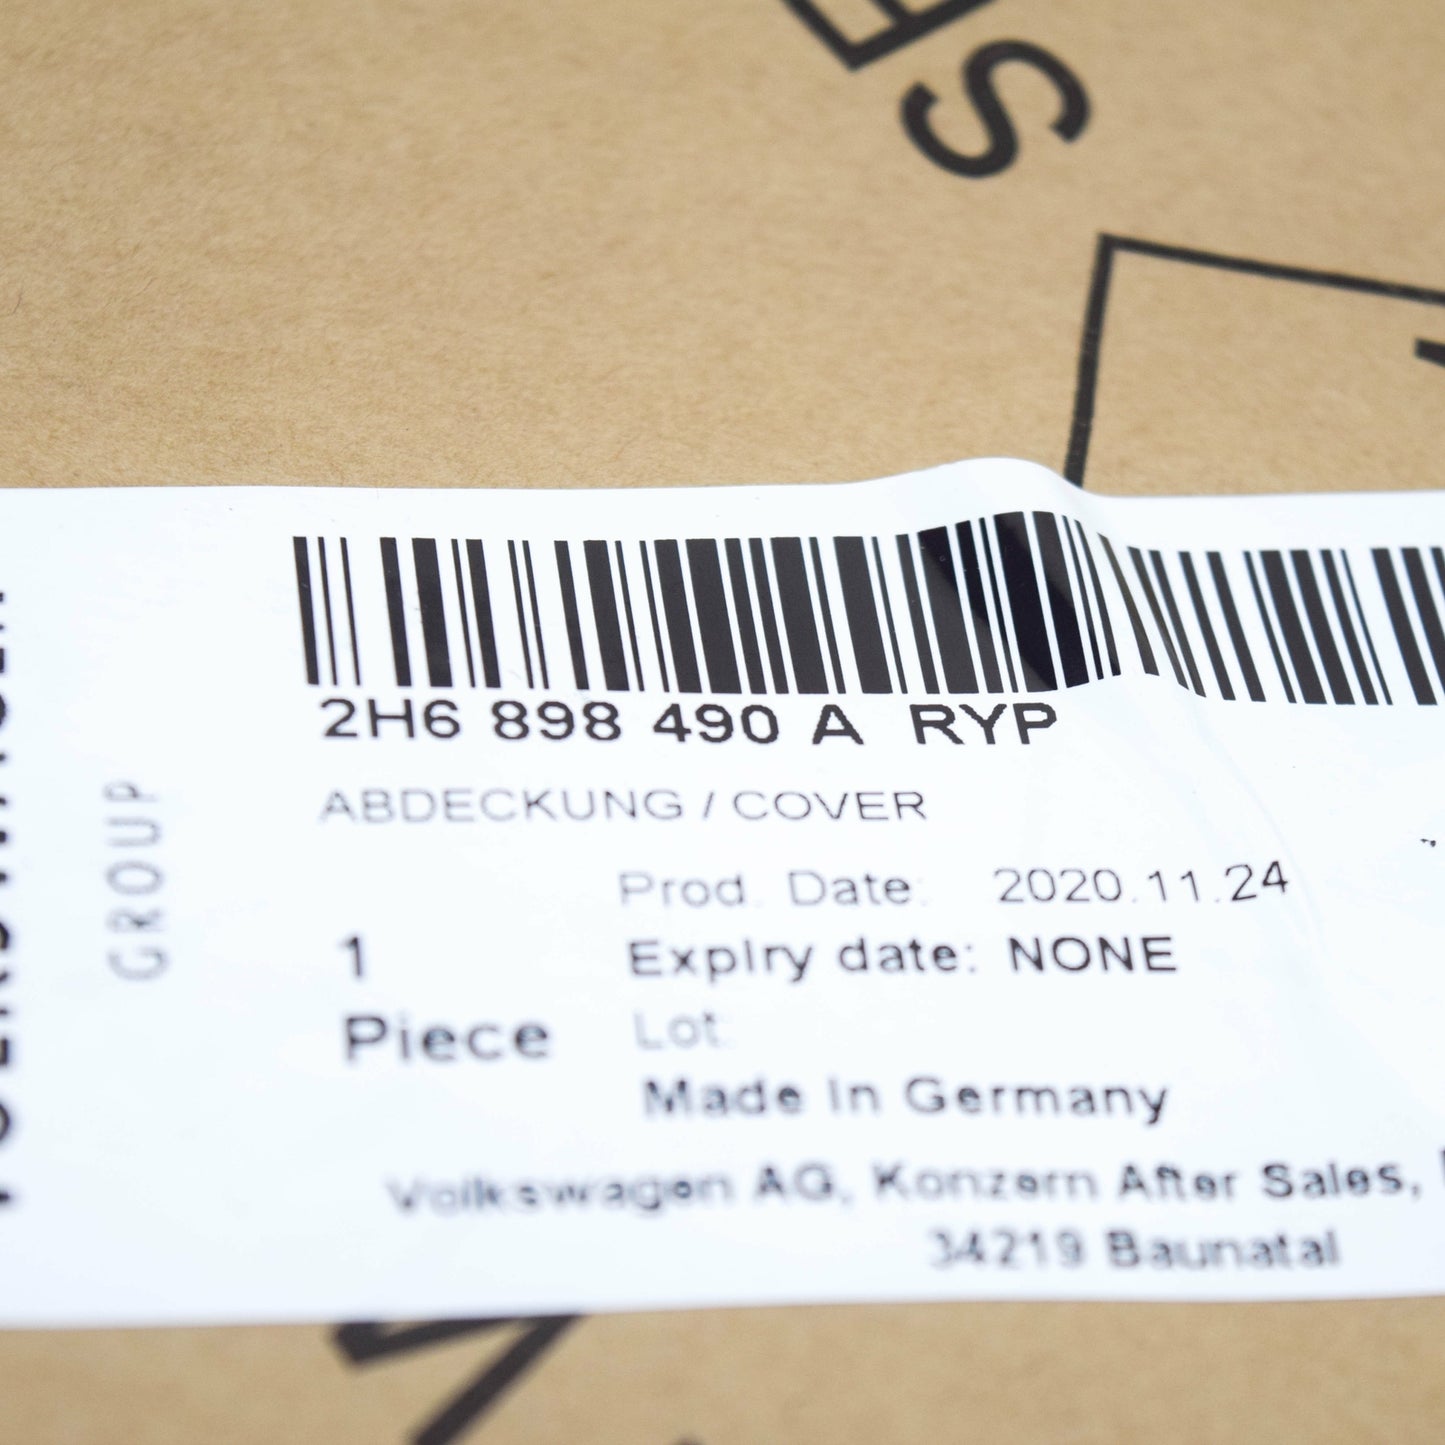 S
2H6 898 490 A RYP
ABDECKUNG / COVER
Prod. Date: 2020.11.24
Expiry date: NONE
1
Piece
Lot:
Made in Germany
Volkswagen AG, Konzern After Sales,
34219 Baunatal
GROUP